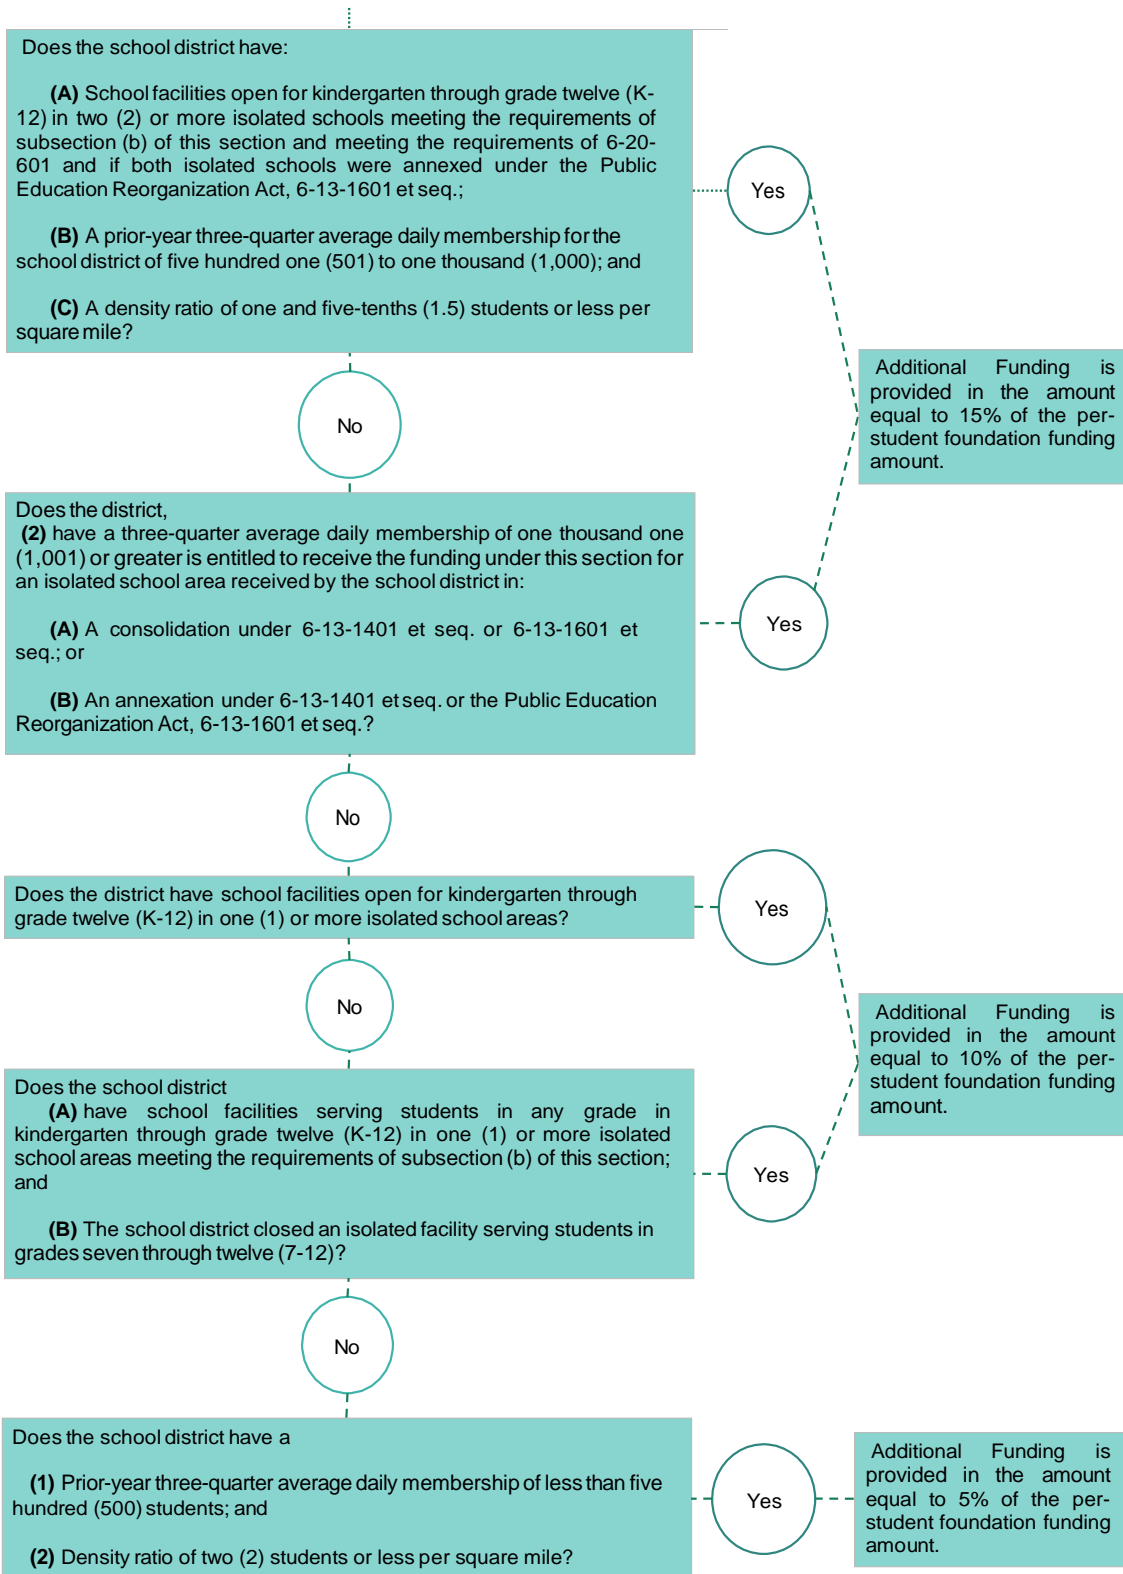 Does the school district have:
(A) School facilities open for kindergarten through grade twelve (K-
12) in two (2) or more isolated schools meeting the requirements of
subsection (b) of this section and meeting the requirements of 6-20-
601 and if both isolated schools were annexed under the Public
Education Reorganization Act, 6-13-1601 et seq.;
(B) A prior-year three-quarter average daily membership for the
school district of five hundred one (501) to one thousand (1,000); and
(C) A density ratio of one and five-tenths (1.5) students or less per
square mile?
Yes
Additional Funding is
provided in the amount
equal to 15% of the per-
student foundation funding
amount.
No
Does the district,
(2) have a three-quarter average daily membership of one thousand one
(1,001) or greater is entitled to receive the funding under this section for
an isolated school area received by the school district in:
(A) A consolidation under 6-13-1401 et seq. or 6-13-1601 et
seq.; or
(B) An annexation under 6-13-1401 et seq. or the Public Education
Reorganization Act, 6-13-1601 et seq.?
Yes
No
Does the district have school facilities open for kindergarten through
grade twelve (K-12) in one (1) or more isolated school areas?
Yes
No
Additional Funding is
provided in the amount
equal to 10% of the per-
student foundation funding
amount.
Does the school district
(A) have school facilities serving students in any grade in
kindergarten through grade twelve (K-12) in one (1) or more isolated
school areas meeting the requirements of subsection (b) of this section;
and
(B) The school district closed an isolated facility serving students in
grades seven through twelve (7-12)?
Yes
No
Does the school district have a
(1) Prior-year three-quarter average daily membership of less than five
hundred (500) students; and
(2) Density ratio of two (2) students or less per square mile?
Yes
Additional Funding is
provided in the amount
equal to 5% of the per-
student foundation funding
amount.